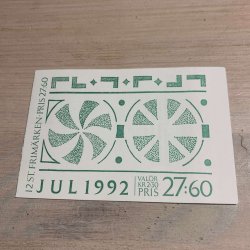 12 ST. FRIMÄRKEN · PRIS 27:60
JUL 1992
VALÖR
KR 2:30
PRIS
27:60